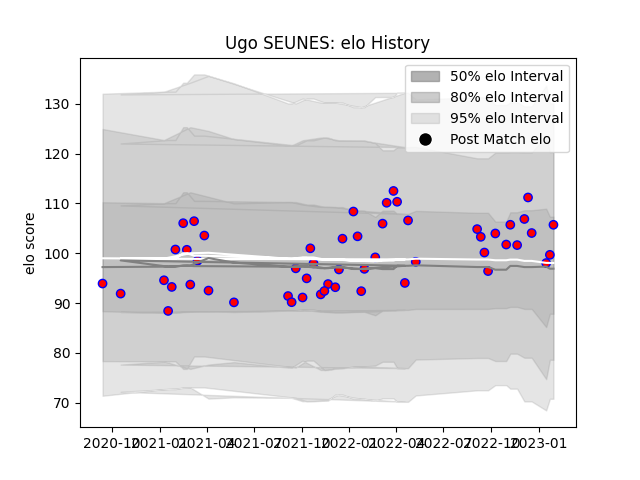 Ugo SEUNES: elo History
50% elo Interval
80% elo Interval
95% elo Interval
Post Match elo
elo score
130
120
110
100
90
80
70
2020-10 2021-01 2021-04 2021-07 2021-10 2022-01 2022-04 2022-07 2022-10 2023-01